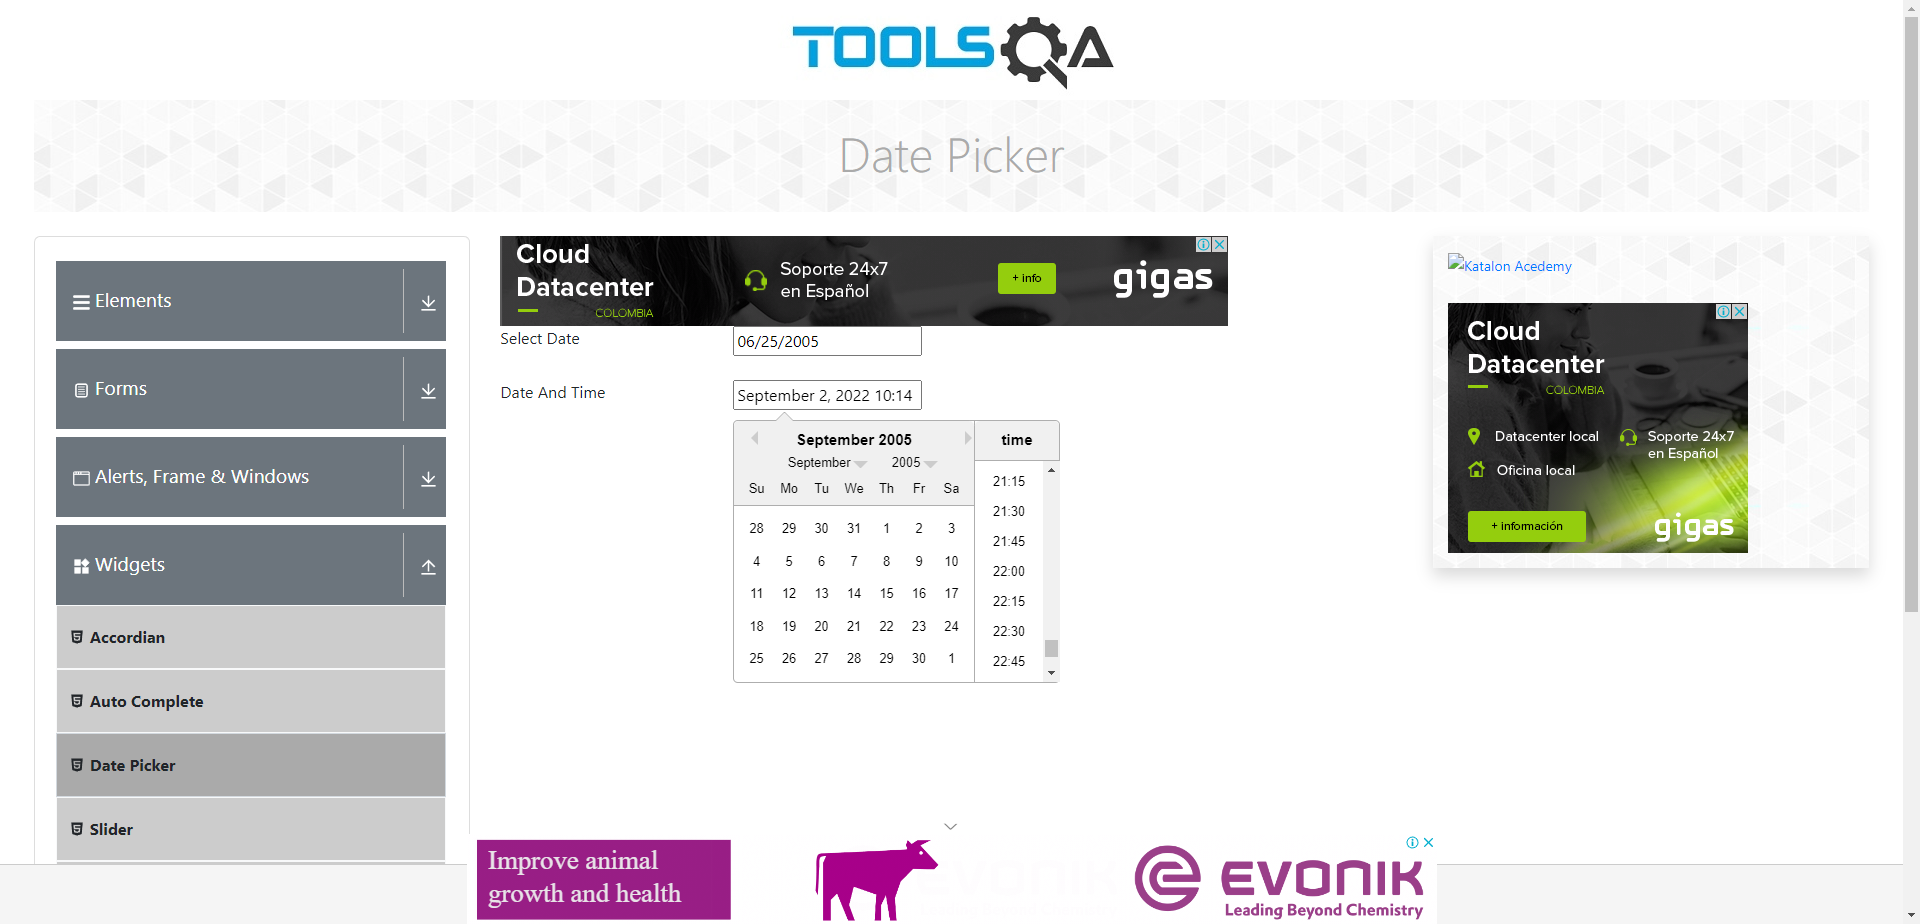 TOOLSQA
Date Picker
Elements
Forms
Alerts, Frame & Windows
Widgets
Accordian
Auto Complete
Date Picker
Slider
Cloud
Datacenter
COLOMBIA
Soporte 24x7
en Español
+ info
gigas
Select Date
06/25/2005
Date And Time
September 2, 2022 10:14
September 2005
September
2005
Su Mo Tu We Th Fr Sa
28 29 30 31 1 2 3
4 5 6 7 8 9 10
11 12 13 14 15 16 17
18 19 20 21 22 23 24
25 26 27 28 29 30 1
time
21:15
21:30
21:45
22:00
22:15
22:30
22:45
Katalon Acedemy
Cloud
Datacenter
COLOMBIA
Datacenter local
Soporte 24x7
en Español
Oficina local
+ información
gigas
Improve animal
growth and health
EVONIK
Leading Beyond Chemistry